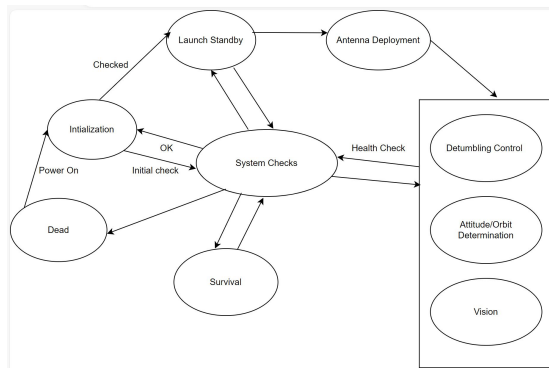 Launch Standby
Antenna Deployment
Checked
Intialization
OK
System Checks
Health Check
Detumbling Control
Power On
Initial check
Dead
Attitude/Orbit
Determination
Survival
Vision